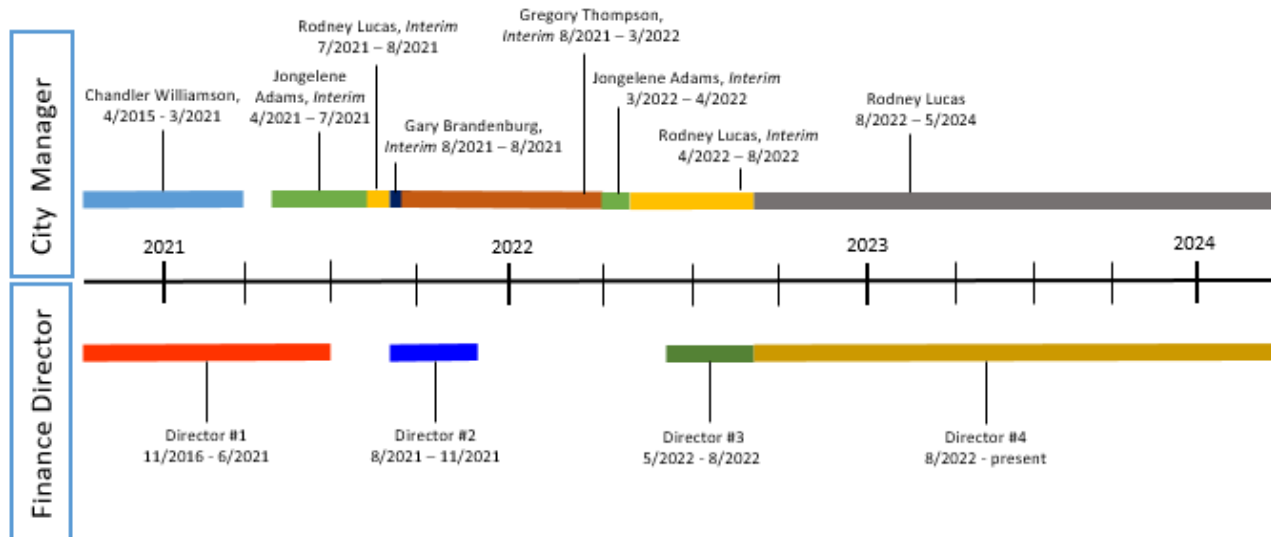 City Manager
Chandler Williamson,
4/2015 - 3/2021
Jongelene
Adams, Interim
4/2021 – 7/2021
Rodney Lucas, Interim
7/2021 – 8/2021
Gary Brandenburg,
Interim 8/2021 – 8/2021
Gregory Thompson,
Interim 8/2021 – 3/2022
Jongelene Adams, Interim
3/2022 – 4/2022
Rodney Lucas, Interim
4/2022 – 8/2022
Rodney Lucas
8/2022 – 5/2024
2021
2022
2023
2024
Finance Director
Director #1
11/2016 - 6/2021
Director #2
8/2021 – 11/2021
Director #3
5/2022 - 8/2022
Director #4
8/2022 - present